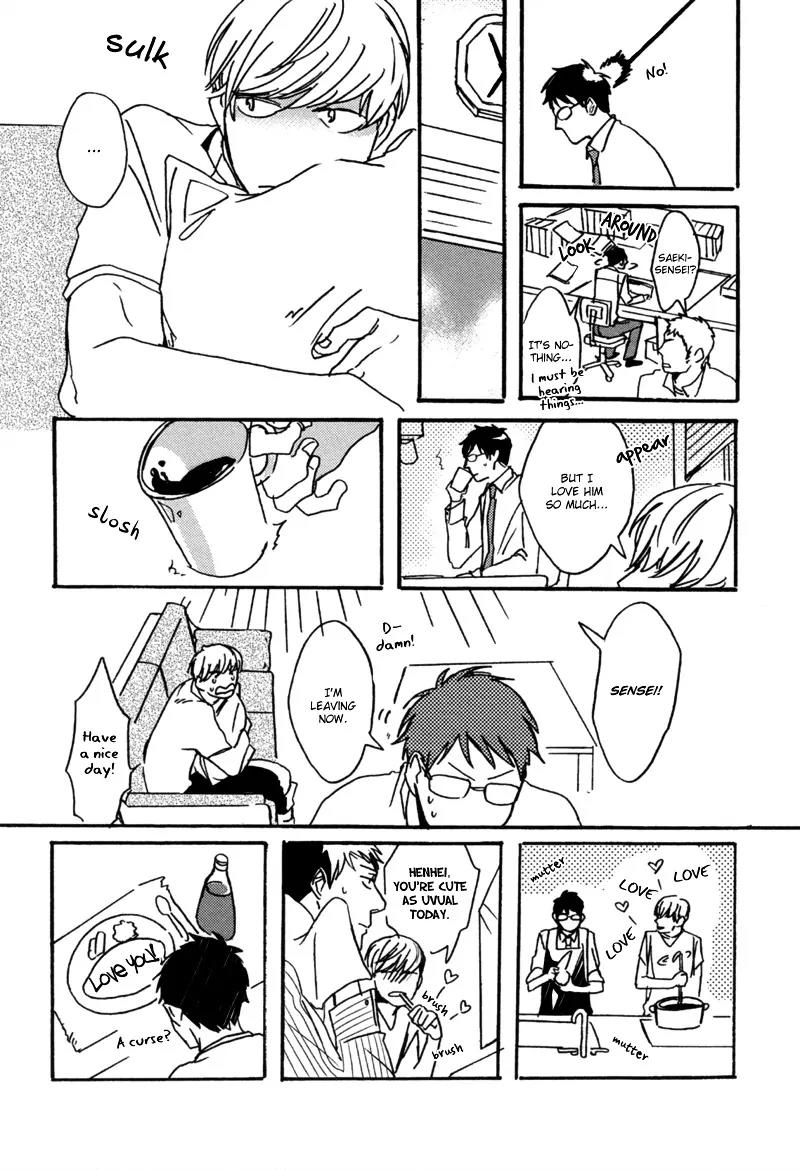 No!
SAEKI-
SENSEI?
LOOK
AROUND
IT'S NO-
THING...
I must be
hearing
things...
sulk
...
appear
BUT I
LOVE HIM
SO MUCH...
slosh
SENSEI!
D-
damn!
I'M
LEAVING
NOW.
Have
a nice
day!
mutter
LOVE
LOVE
LOVE
mutter
HENHEI,
YOU'RE CUTE
AS UVUAL
TODAY.
brush
brush
LOVE YOU!
A curse?